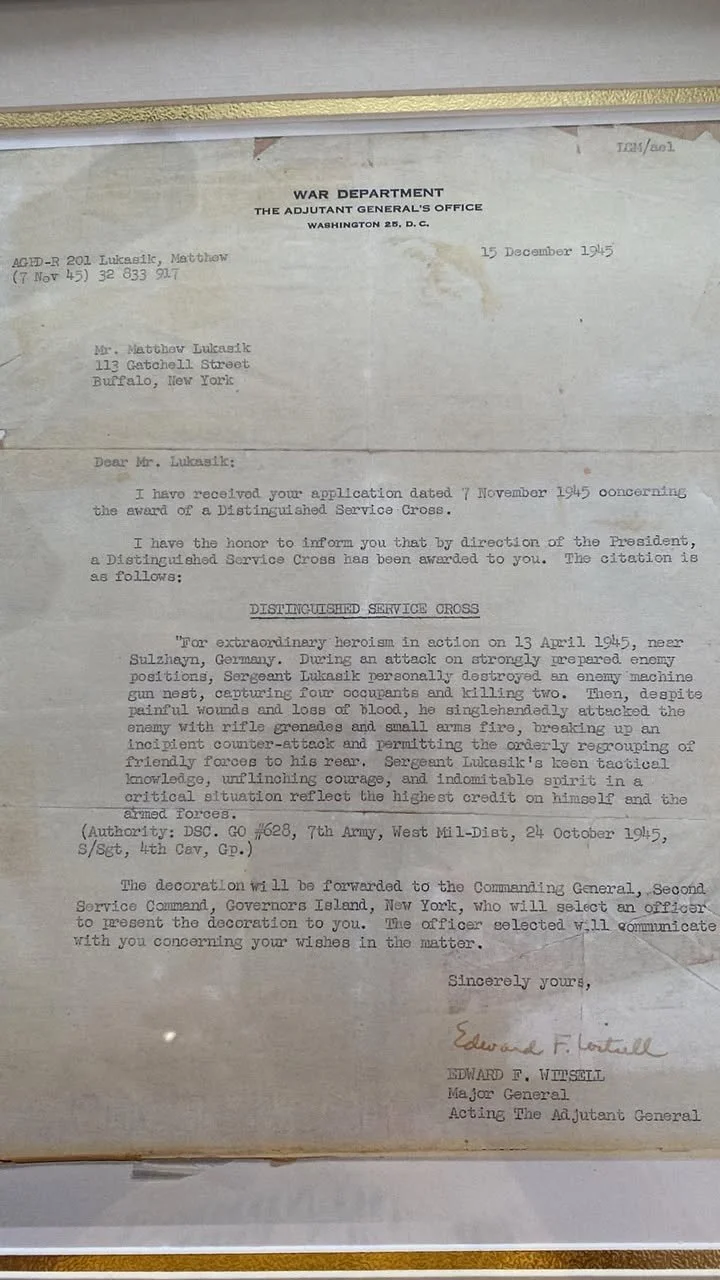 IGM/ael
WAR DEPARTMENT
THE ADJUTANT GENERAL'S OFFICE
WASHINGTON 25, D. C.
15 December 1945
AGPD-R 201 Lukasik, Matthew
(7 Nov 45) 32 833 917
Mr. Matthew Lukasik
113 Gatchell Street
Buffalo, New York
Dear Mr. Lukasik:
I have received your application dated 7 November 1945 concerning
the award of a Distinguished Service Cross.
I have the honor to inform you that by direction of the President,
a Distinguished Service Cross has been awarded to you. The citation is
as follows:
DISTINGUISHED SERVICE CROSS
"For extraordinary heroism in action on 13 April 1945, near
Sulzhayn, Germany. During an attack on strongly prepared enemy
positions, Sergeant Lukasik personally destroyed an enemy machine
gun nest, capturing four occupants and killing two. Then, despite
painful wounds and loss of blood, he singlehandedly attacked the
enemy with rifle grenades and small arms fire, breaking up an
incipient counter-attack and permitting the orderly regrouping of
friendly forces to his rear. Sergeant Lukasik's keen tactical
knowledge, unflinching courage, and indomitable spirit in a
critical situation reflect the highest credit on himself and the
armed forces.
(Authority: DSC. GO #628, 7th Army, West Mil-Dist, 24 October 1945,
S/Sgt, 4th Cav, Gp.)
The decoration will be forwarded to the Commanding General, Second
Service Command, Governors Island, New York, who will select an officer
to present the decoration to you. The officer selected will communicate
with you concerning your wishes in the matter.
Sincerely yours,
Edward F. Witsell
EDWARD F. WITSELL
Major General
Acting The Adjutant General